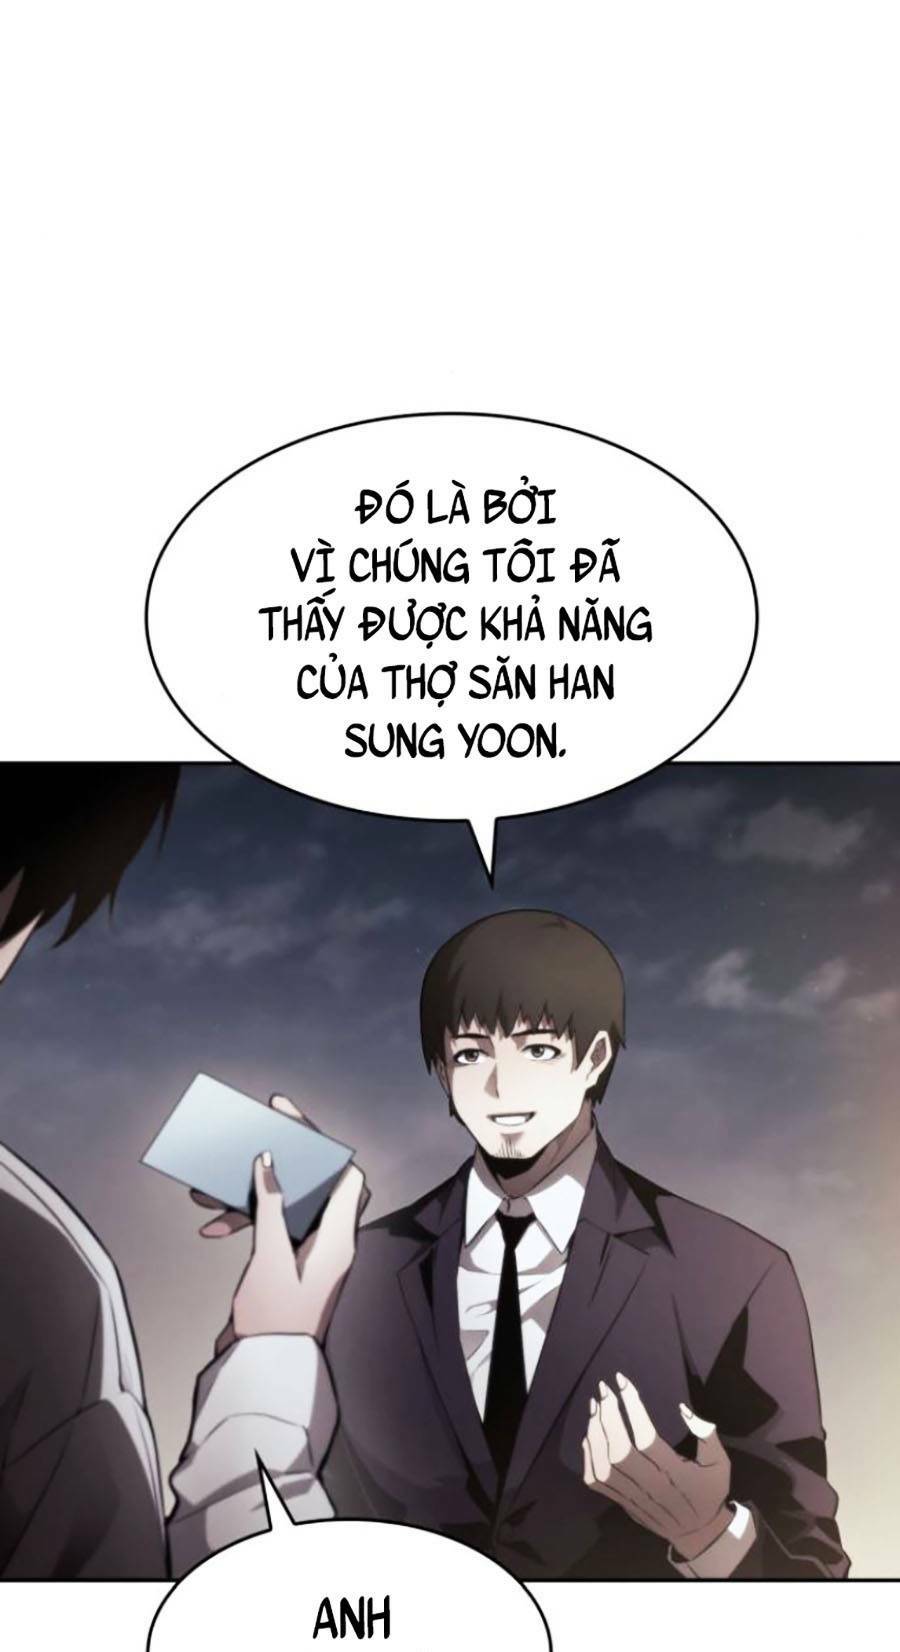 ĐÓ LÀ BỞI
VÌ CHÚNG TÔI ĐÃ
THẤY ĐƯỢC KHẢ NĂNG
CỦA THỢ SĂN HAN
SUNG YOON.
ANH